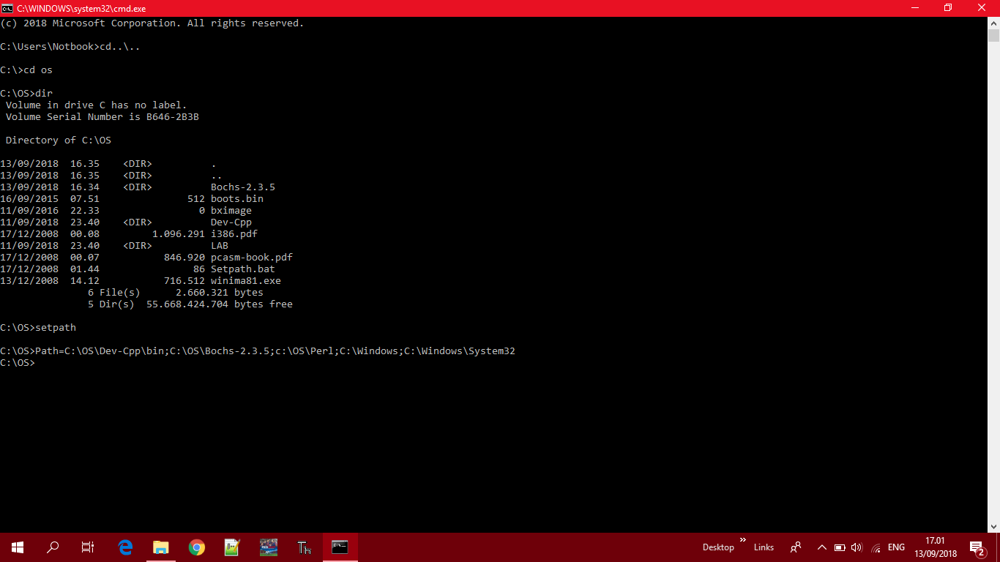 C:\WINDOWS\system32\cmd.exe
(c) 2018 Microsoft Corporation. All rights reserved.
C:\Users\Notbook>cd..\..
C:\>cd os
C:\OS>dir
Volume in drive C has no label.
Volume Serial Number is B646-2B3B
Directory of C:\OS
13/09/2018  16.35    <DIR>          .
13/09/2018  16.35    <DIR>          ..
13/09/2018  16.34    <DIR>          Bochs-2.3.5
16/09/2015  07.51               512 boots.bin
11/09/2016  22.33                 0 bximage
11/09/2018  23.40    <DIR>          Dev-Cpp
17/12/2008  00.08         1.096.291 i386.pdf
11/09/2018  23.40    <DIR>          LAB
17/12/2008  00.07           846.920 pcasm-book.pdf
17/12/2008  01.44                86 Setpath.bat
13/12/2008  14.12           716.512 winima81.exe
6 File(s)      2.660.321 bytes
5 Dir(s)  55.668.424.704 bytes free
C:\OS>setpath
C:\OS>Path=C:\OS\Dev-Cpp\bin;C:\OS\Bochs-2.3.5;c:\OS\Perl;C:\Windows;C:\Windows\System32
C:\OS>
Desktop » Links ENG 17.01
13/09/2018 2